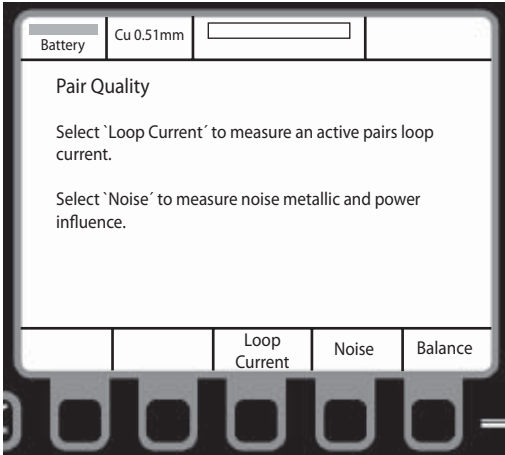 Battery
Cu 0.51mm
Pair Quality
Select `Loop Current´ to measure an active pairs loop
current.
Select `Noise´ to measure noise metallic and power
influence.
Loop
Current
Noise
Balance